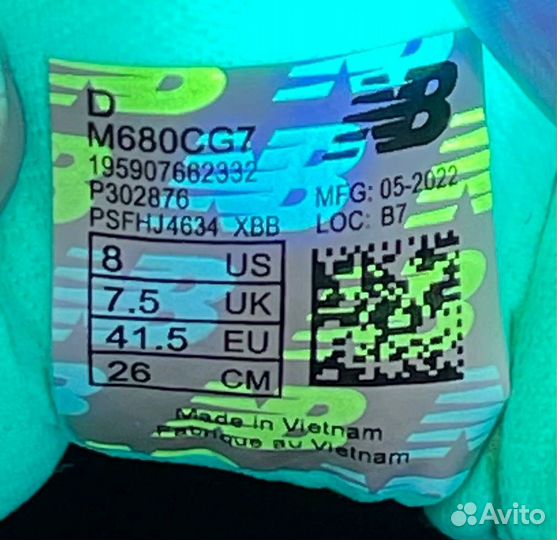 D
M680CG7
195907662332
P302876
PSFHJ4634 XBB
MFG: 05-2022
LOC: B7
8 US
7.5 UK
41.5 EU
26 CM
Made in Vietnam
Fabriqué au Vietnam
Avito